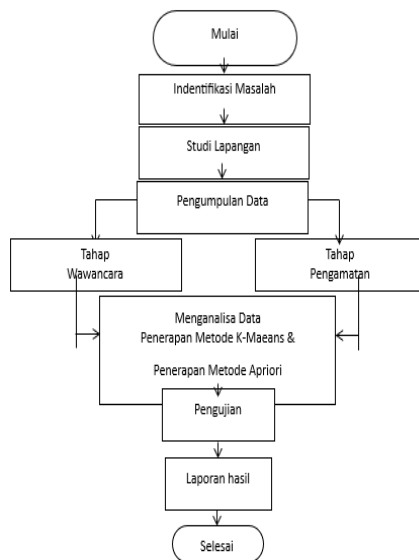 Mulai
Indentifikasi Masalah
Studi Lapangan
Pengumpulan Data
Tahap
Wawancara
Tahap
Pengamatan
Menganalisa Data
Penerapan Metode K-Maeans &
Penerapan Metode Apriori
Pengujian
Laporan hasil
Selesai